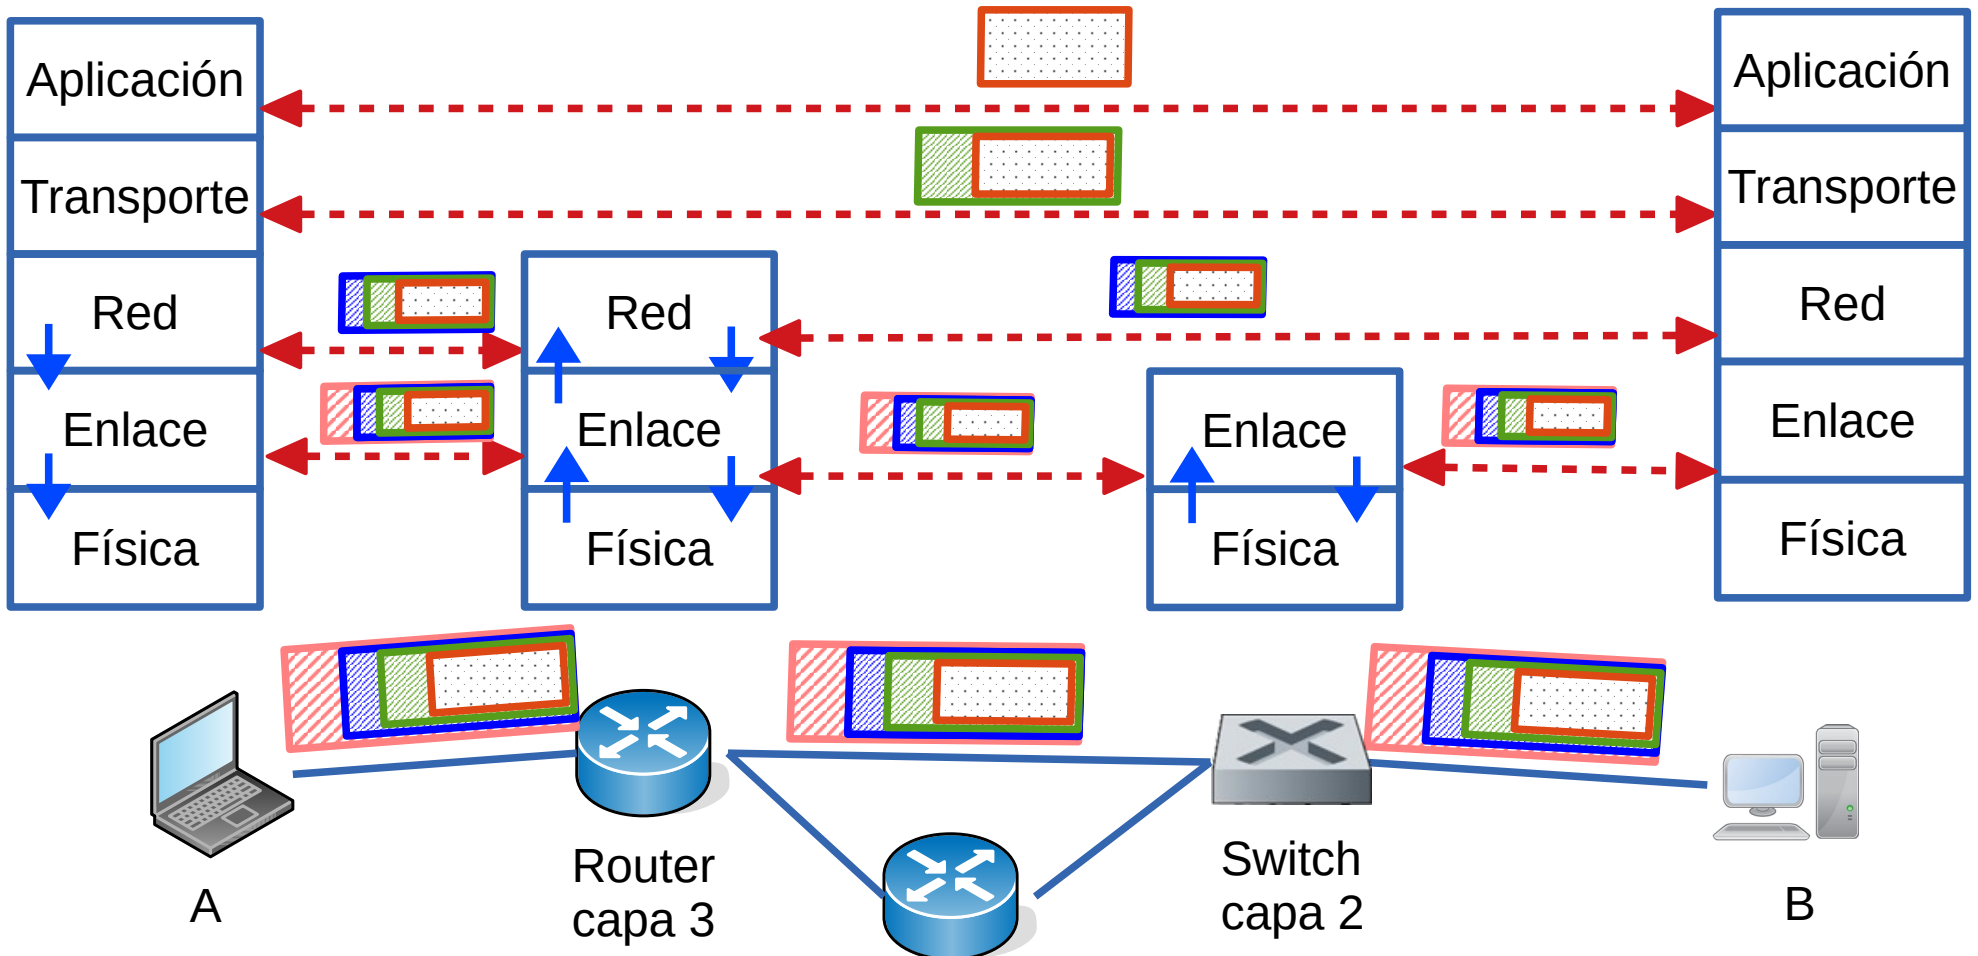 Aplicación
Transporte
Red
Enlace
Física
Red
Enlace
Física
Enlace
Física
Aplicación
Transporte
Red
Enlace
Física
A
Router
capa 3
Switch
capa 2
B